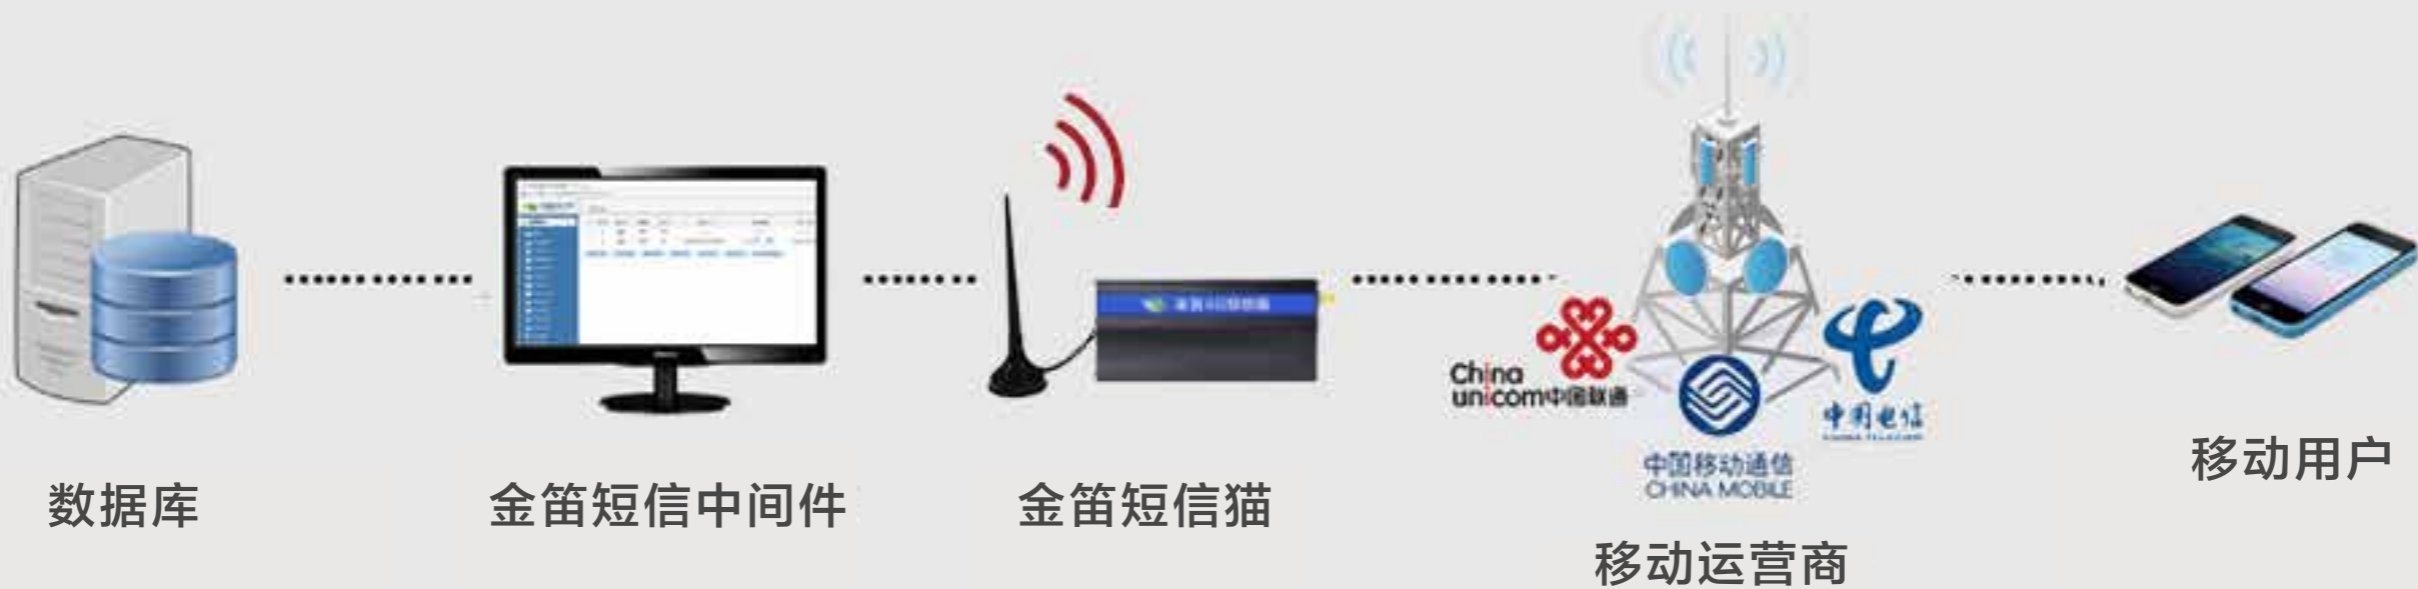 数据库
金笛短信中间件
金笛短信猫
China
unicom中国联通
中国移动通信
CHINA MOBILE
中国电信
CHINA TELECOM
移动运营商
移动用户